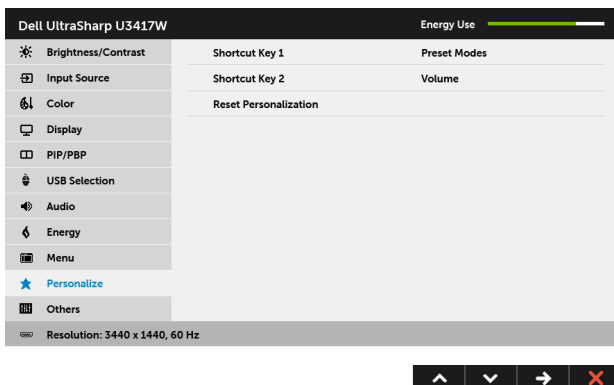 Dell UltraSharp U3417W Energy Use
Brightness/Contrast Shortcut Key 1 Preset Modes
Input Source Shortcut Key 2 Volume
Color Reset Personalization
Display
PIP/PBP
USB Selection
Audio
Energy
Menu
Personalize
Others
Resolution: 3440 x 1440, 60 Hz